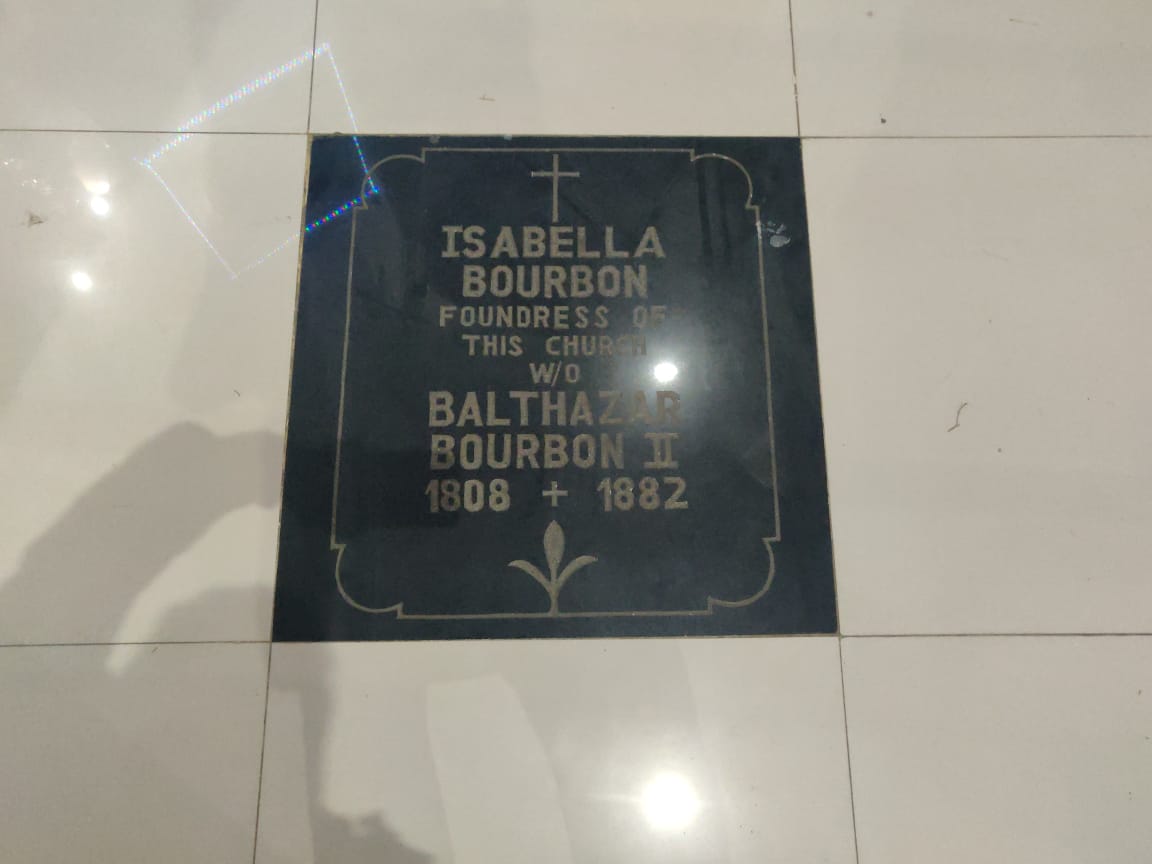 ISABELLA
BOURBON
FOUNDRESS OF
THIS CHURCH
W/O
BALTHAZAR
BOURBON II
1808 + 1882